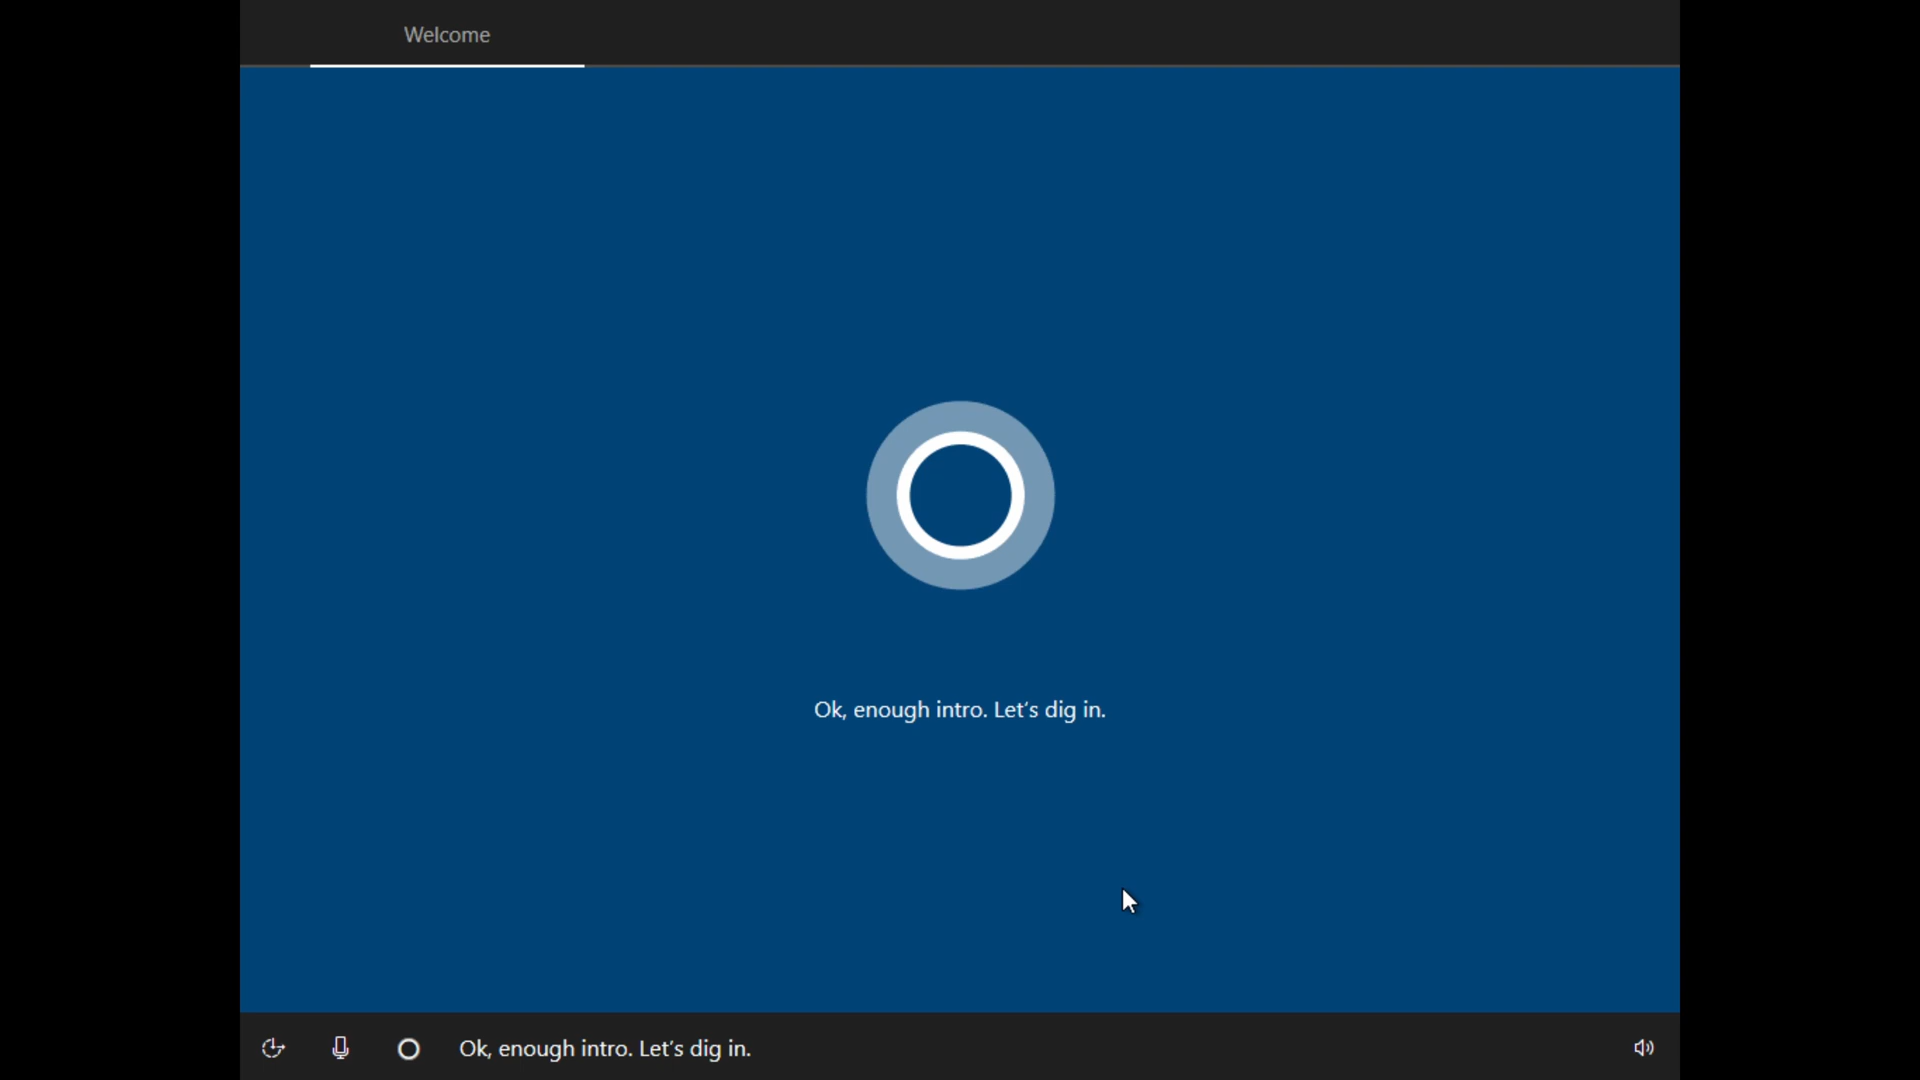 Welcome
Ok, enough intro. Let's dig in.
Ok, enough intro. Let's dig in.